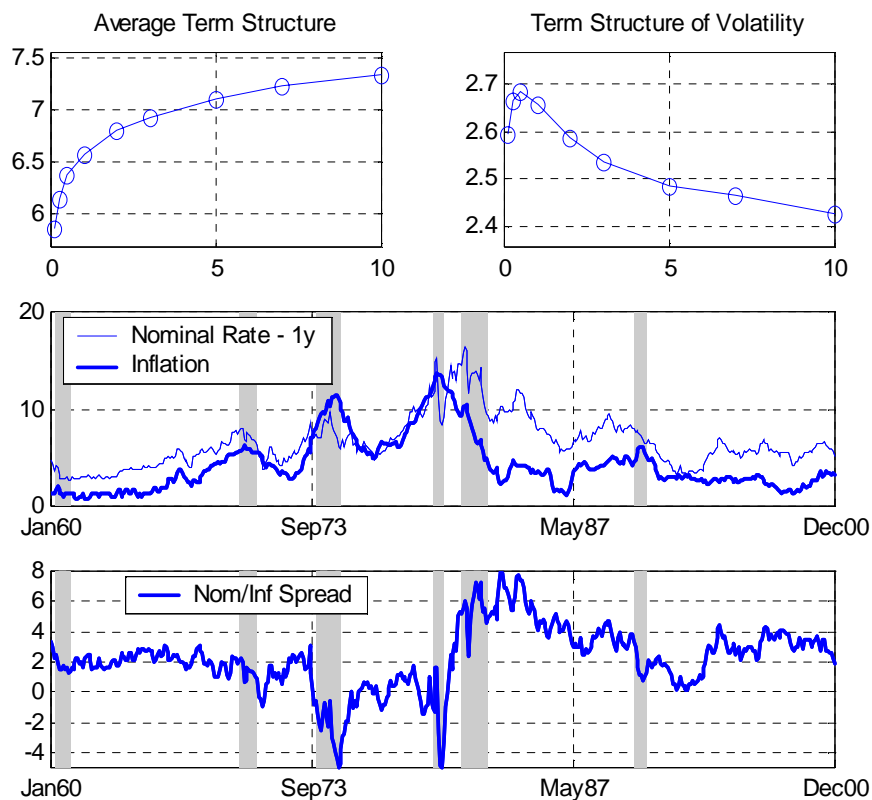 Average Term Structure
Term Structure of Volatility
7.5
7
6.5
6
0 5 10
2.7
2.6
2.5
2.4
0 5 10
20
10
0
Nominal Rate - 1y
Inflation
Jan60 Sep73 May87 Dec00
8
6
4
2
0
-2
-4
Nom/Inf Spread
Jan60 Sep73 May87 Dec00